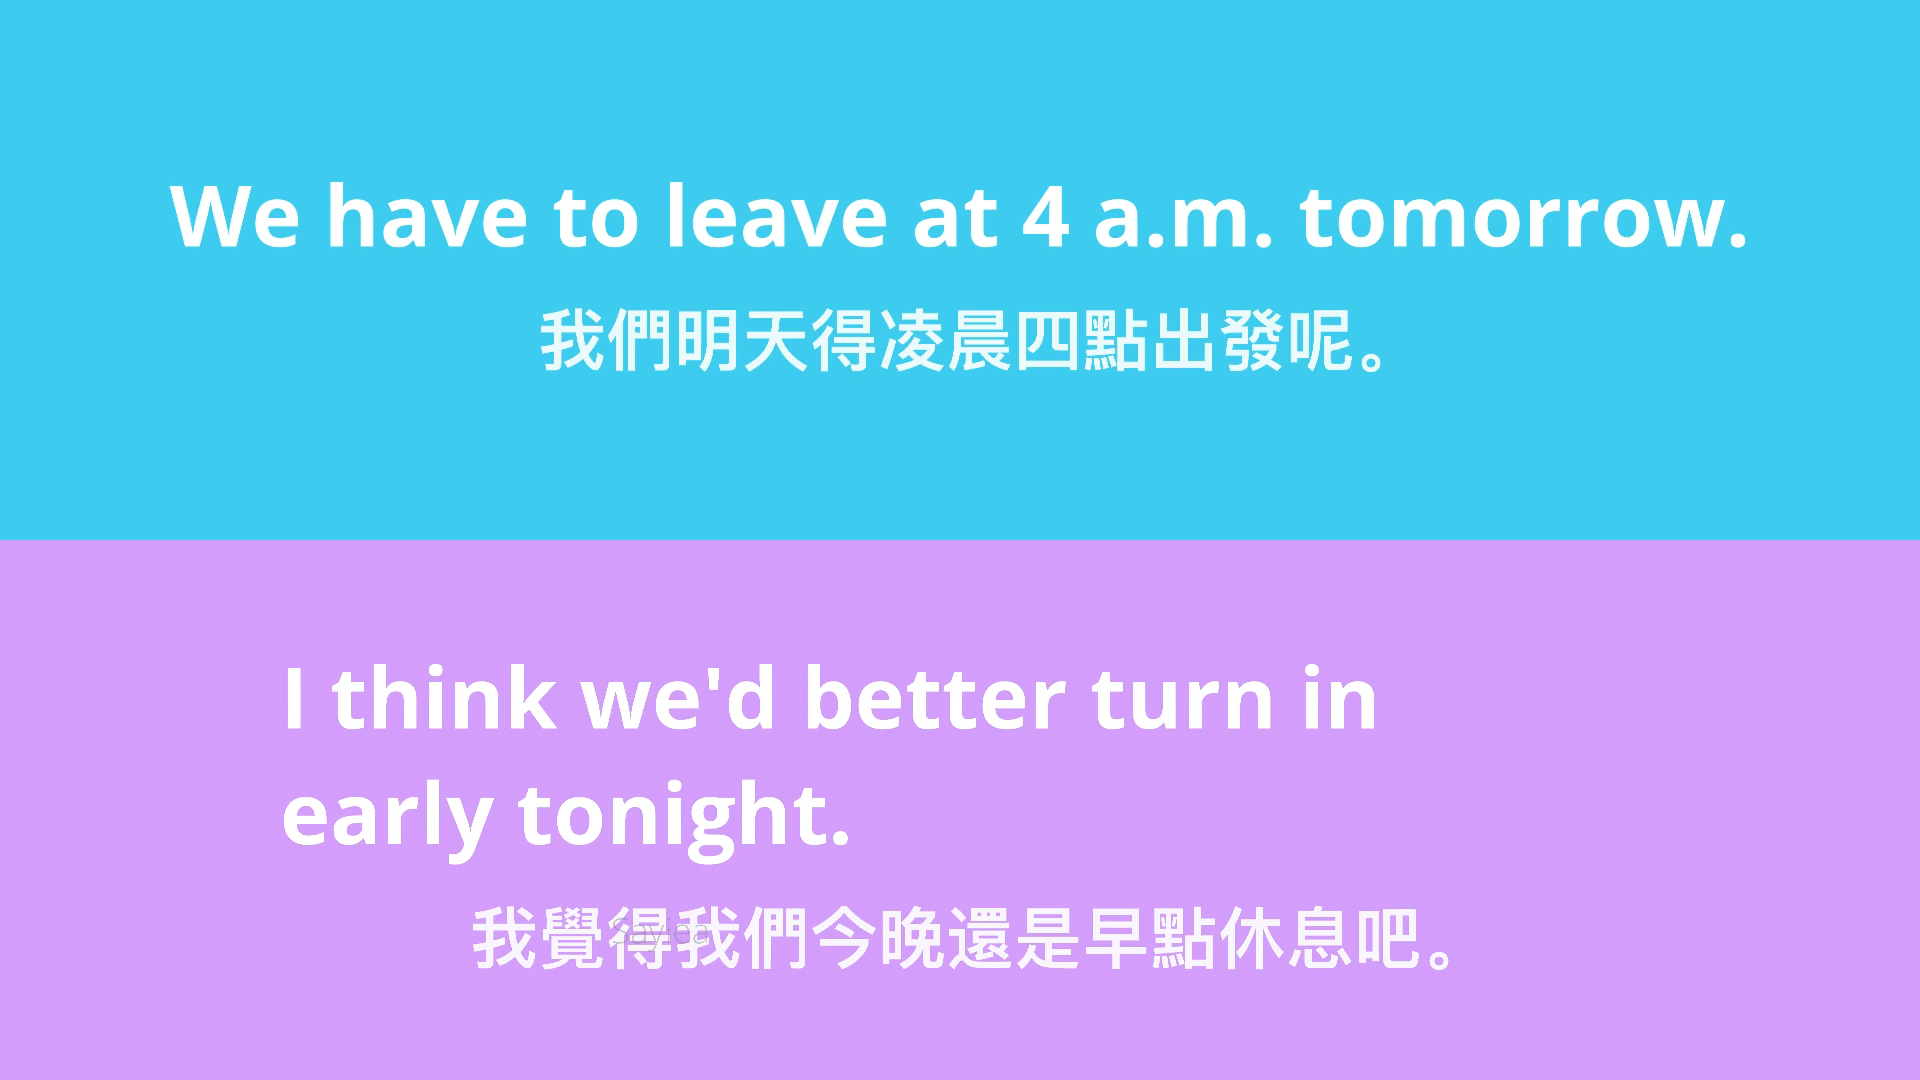 We have to leave at 4 a.m. tomorrow.
我們明天得凌晨四點出發呢。
I think we'd better turn in
early tonight.
我覺得我們今晚還是早點休息吧。
Sayiea